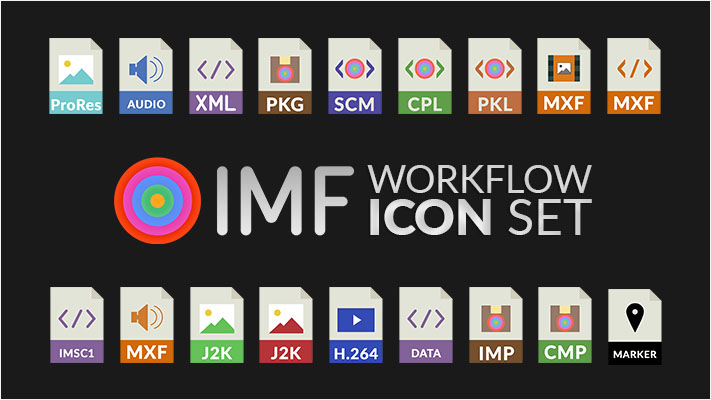 ProRes AUDIO XML PKG SCM CPL PKL MXF MXF
IMF WORKFLOW
ICON SET
IMSC1 MXF J2K J2K H.264 DATA IMP CMP MARKER